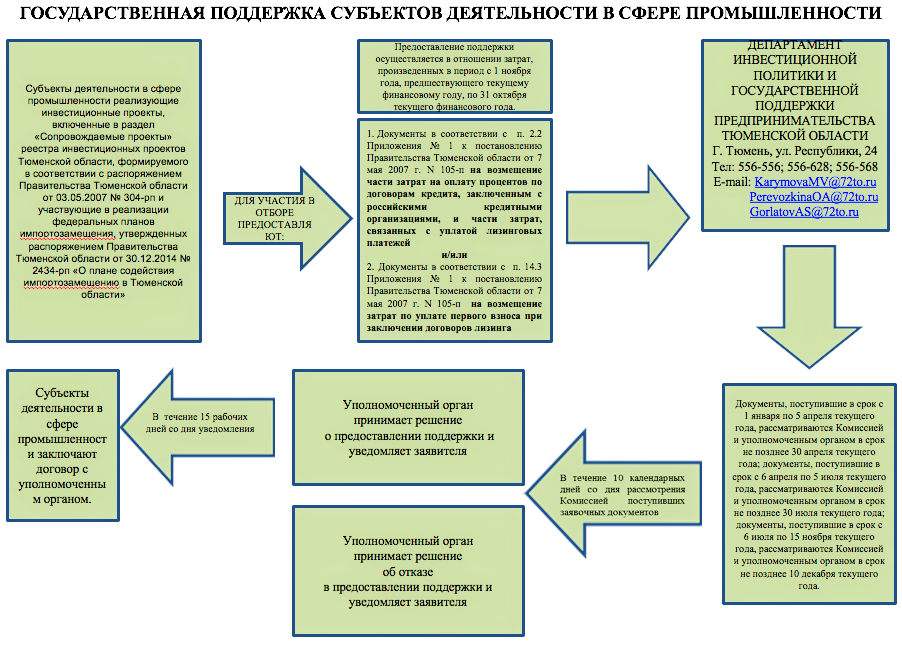 ГОСУДАРСТВЕННАЯ ПОДДЕРЖКА СУБЪЕКТОВ ДЕЯТЕЛЬНОСТИ В СФЕРЕ ПРОМЫШЛЕННОСТИ
Субъекты деятельности в сфере
промышленности реализующие
инвестиционные проекты,
включенные в раздел
«Сопровождаемые проекты»
реестра инвестиционных проектов
Тюменской области, формируемого
в соответствии с распоряжением
Правительства Тюменской области
от 03.05.2007 № 304-рп и
участвующие в реализации
федеральных планов
импортозамещения, утвержденных
распоряжением Правительства
Тюменской области от 30.12.2014 №
2434-рп «О плане содействия
импортозамещению в Тюменской
области»
ДЛЯ УЧАСТИЯ В
ОТБОРЕ
ПРЕДОСТАВЛЯ
ЮТ:
Предоставление поддержки
осуществляется в отношении затрат,
произведенных в период с 1 ноября
года, предшествующего текущему
финансовому году, по 31 октября
текущего финансового года.
1. Документы в соответствии с п. 2.2
Приложения № 1 к постановлению
Правительства Тюменской области от 7
мая 2007 г. N 105-п на возмещение
части затрат на оплату процентов по
договорам кредита, заключенным с
российскими кредитными
организациями, и части затрат,
связанных с уплатой лизинговых
платежей
и/или
2. Документы в соответствии с п. 14.3
Приложения № 1 к постановлению
Правительства Тюменской области от 7
мая 2007 г. N 105-п на возмещение
затрат по уплате первого взноса при
заключении договоров лизинга
ДЕПАРТАМЕНТ
ИНВЕСТИЦИОННОЙ
ПОЛИТИКИ И
ГОСУДАРСТВЕННОЙ
ПОДДЕРЖКИ
ПРЕДПРИНИМАТЕЛЬСТВА
ТЮМЕНСКОЙ ОБЛАСТИ
Г. Тюмень, ул. Республики, 24
Тел: 556-556; 556-628; 556-568
E-mail: KarymovaMV@72to.ru
PerevozkinaOA@72to.ru
GorlatovAS@72to.ru
Документы, поступившие в срок с
1 января по 5 апреля текущего
года, рассматриваются Комиссией
и уполномоченным органом в срок
не позднее 30 апреля текущего
года; документы, поступившие в
срок с 6 апреля по 5 июля текущего
года, рассматриваются Комиссией
и уполномоченным органом в срок
не позднее 30 июля текущего года;
документы, поступившие в срок с
6 июля по 15 ноября текущего
года, рассматриваются Комиссией
и уполномоченным органом в срок
не позднее 10 декабря текущего
года.
В течение 10 календарных
дней со дня рассмотрения
Комиссией поступивших
заявочных документов
Уполномоченный орган
принимает решение
о предоставлении поддержки и
уведомляет заявителя
Уполномоченный орган
принимает решение
об отказе
в предоставлении поддержки и
уведомляет заявителя
В течение 15 рабочих
дней со дня уведомления
Субъекты
деятельности в
сфере
промышленност
и заключают
договор с
уполномоченны
м органом.